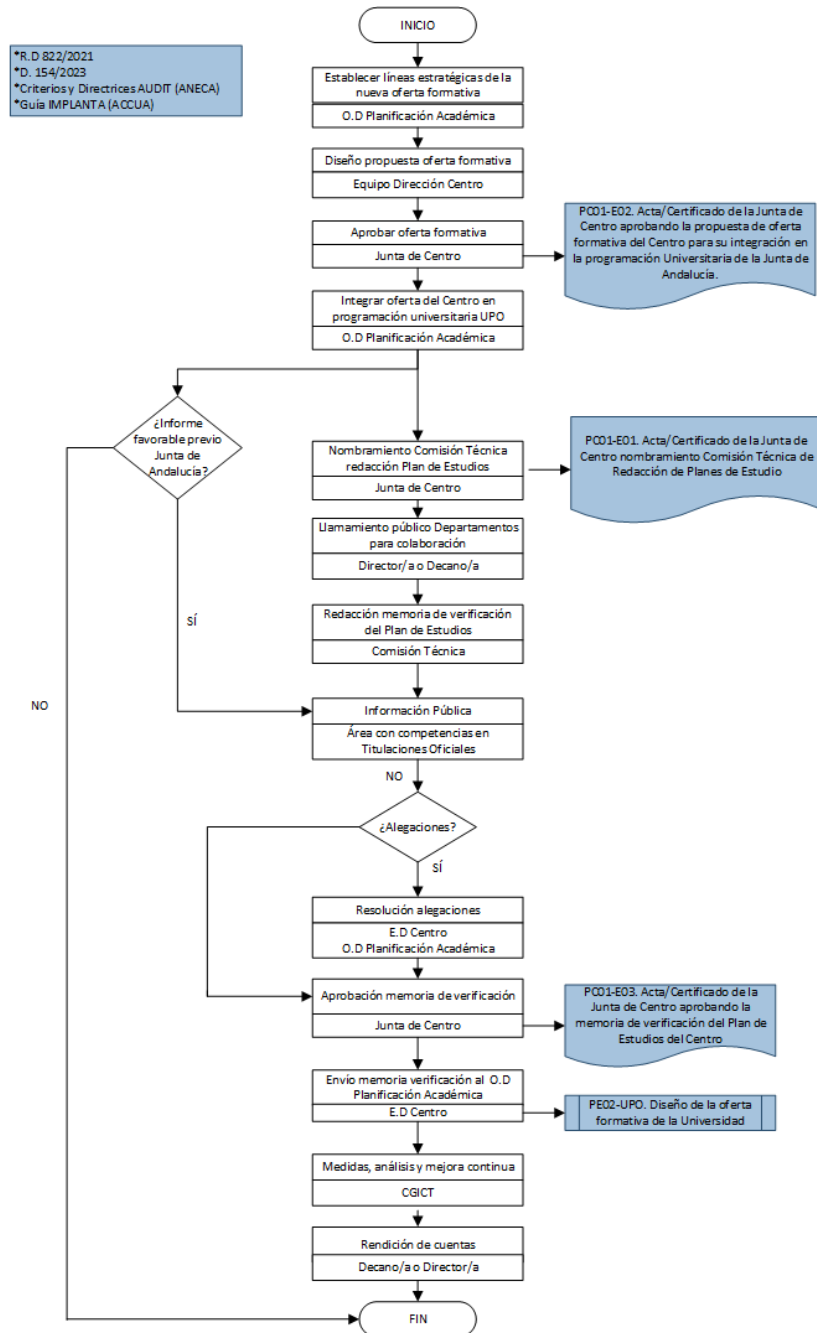 INICIO
*R.D 822/2021
*D. 154/2023
*Criterios y Directrices AUDIT (ANECA)
*Guía IMPLANTA (ACCUA)
Establecer líneas estratégicas de la
nueva oferta formativa
O.D Planificación Académica
Diseño propuesta oferta formativa
Equipo Dirección Centro
Aprobar oferta formativa
Junta de Centro
PC01-E02. Acta/Certificado de la Junta de
Centro aprobando la propuesta de oferta
formativa del Centro para su integración en
la programación Universitaria de la Junta de
Andalucía.
Integrar oferta del Centro en
programación universitaria UPO
O.D Planificación Académica
¿Informe
favorable previo
Junta de
Andalucía?
Nombramiento Comisión Técnica
redacción Plan de Estudios
Junta de Centro
PC01-E01. Acta/Certificado de la Junta de
Centro nombramiento Comisión Técnica de
Redacción de Planes de Estudio
Llamamiento público Departamentos
para colaboración
Director/a o Decano/a
Redacción memoria de verificación
del Plan de Estudios
Comisión Técnica
SÍ
NO
Información Pública
Área con competencias en
Titulaciones Oficiales
NO
¿Alegaciones?
SÍ
Resolución alegaciones
E.D Centro
O.D Planificación Académica
Aprobación memoria de verificación
Junta de Centro
PC01-E03. Acta/Certificado de la
Junta de Centro aprobando la
memoria de verificación del Plan de
Estudios del Centro
Envío memoria verificación al O.D
Planificación Académica
E.D Centro
PE02-UPO. Diseño de la oferta
formativa de la Universidad
Medidas, análisis y mejora continua
CGICT
Rendición de cuentas
Decano/a o Director/a
FIN